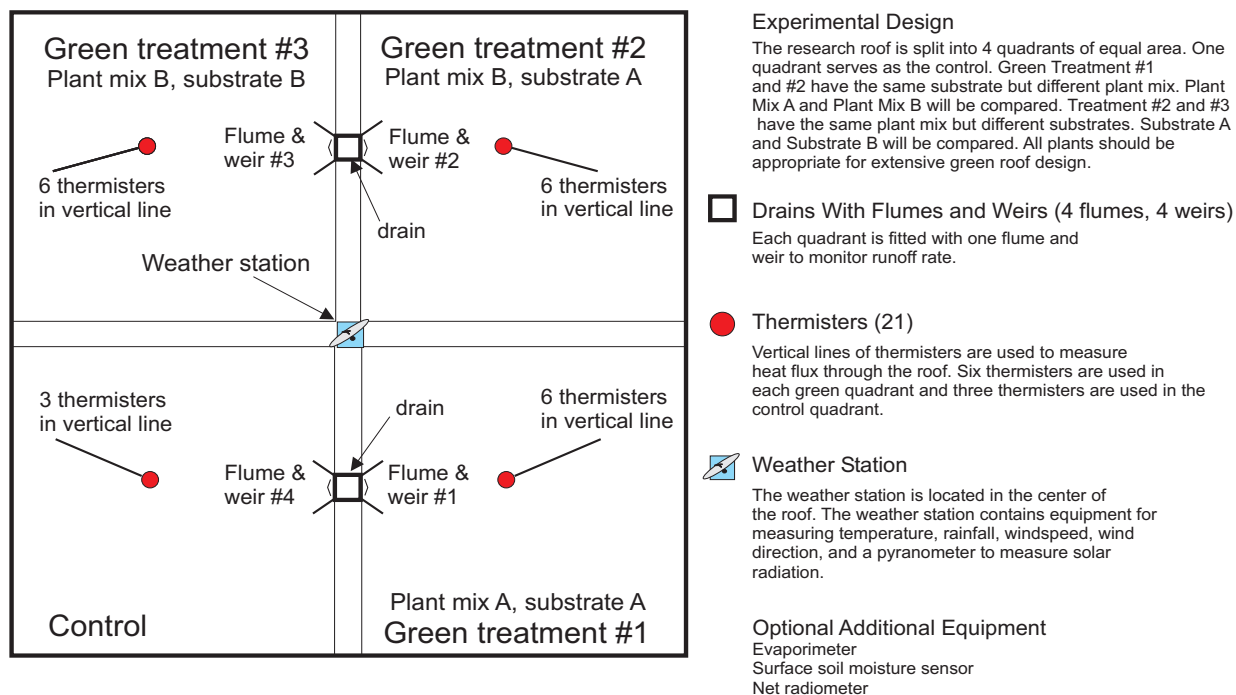 Green treatment #3
Plant mix B, substrate B
Green treatment #2
Plant mix B, substrate A
Flume &
weir #3
Flume &
weir #2
6 thermisters
in vertical line
6 thermisters
in vertical line
drain
Weather station
3 thermisters
in vertical line
drain
6 thermisters
in vertical line
Flume &
weir #4
Flume &
weir #1
Control
Plant mix A, substrate A
Green treatment #1
Experimental Design
The research roof is split into 4 quadrants of equal area. One
quadrant serves as the control. Green Treatment #1
and #2 have the same substrate but different plant mix. Plant
Mix A and Plant Mix B will be compared. Treatment #2 and #3
have the same plant mix but different substrates. Substrate A
and Substrate B will be compared. All plants should be
appropriate for extensive green roof design.
Drains With Flumes and Weirs (4 flumes, 4 weirs)
Each quadrant is fitted with one flume and
weir to monitor runoff rate.
Thermisters (21)
Vertical lines of thermisters are used to measure
heat flux through the roof. Six thermisters are used in
each green quadrant and three thermisters are used in the
control quadrant.
Weather Station
The weather station is located in the center of
the roof. The weather station contains equipment for
measuring temperature, rainfall, windspeed, wind
direction, and a pyranometer to measure solar
radiation.
Optional Additional Equipment
Evaporimeter
Surface soil moisture sensor
Net radiometer